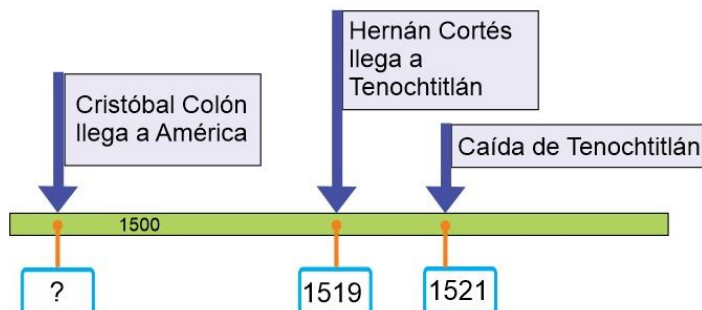 Hernán Cortés
llega a
Tenochtitlán
Cristóbal Colón
llega a América
Caída de Tenochtitlán
1500
?
1519
1521